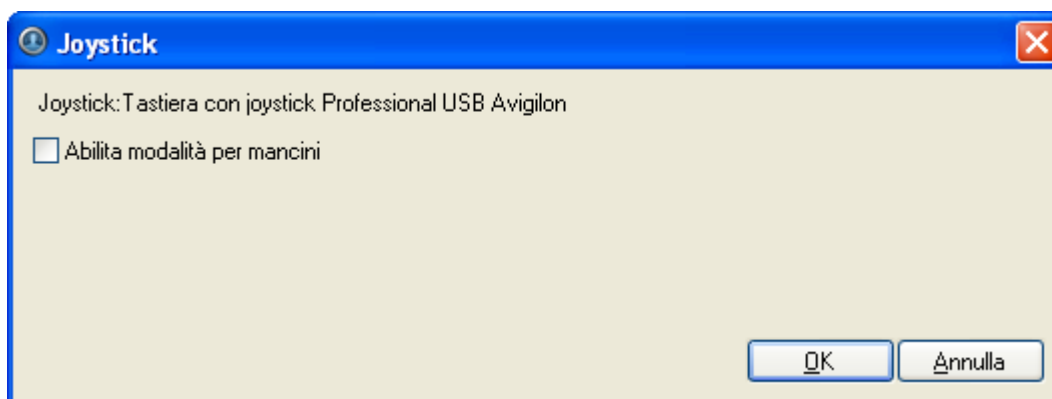 Joystick
Joystick:Tastiera con joystick Professional USB Avigilon
Abilita modalità per mancini
OK Annulla